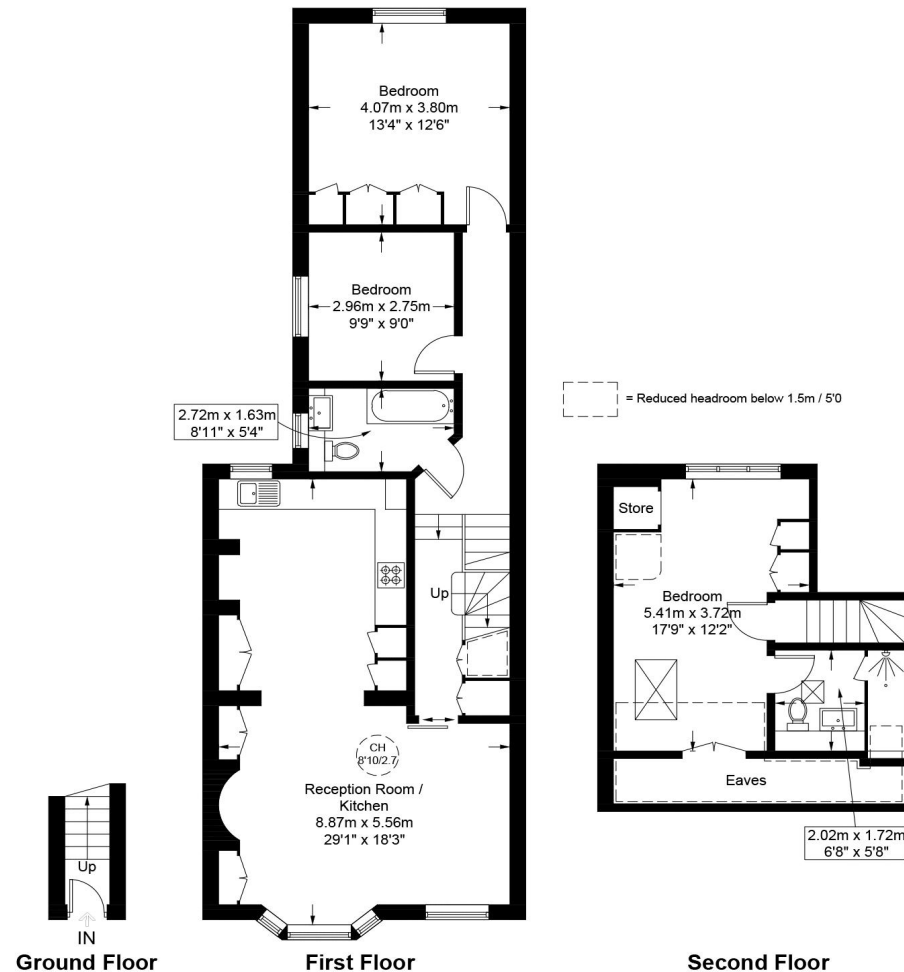 Bedroom
4.07m x 3.80m
13'4" x 12'6"
Bedroom
2.96m x 2.75m
9'9" x 9'0"
2.72m x 1.63m
8'11" x 5'4"
= Reduced headroom below 1.5m / 5'0
Up
CH
8'10/2.7
Reception Room /
Kitchen
8.87m x 5.56m
29'1" x 18'3"
Store
Bedroom
5.41m x 3.72m
17'9" x 12'2"
Eaves
2.02m x 1.72m
6'8" x 5'8"
Up
IN
Ground Floor
First Floor
Second Floor